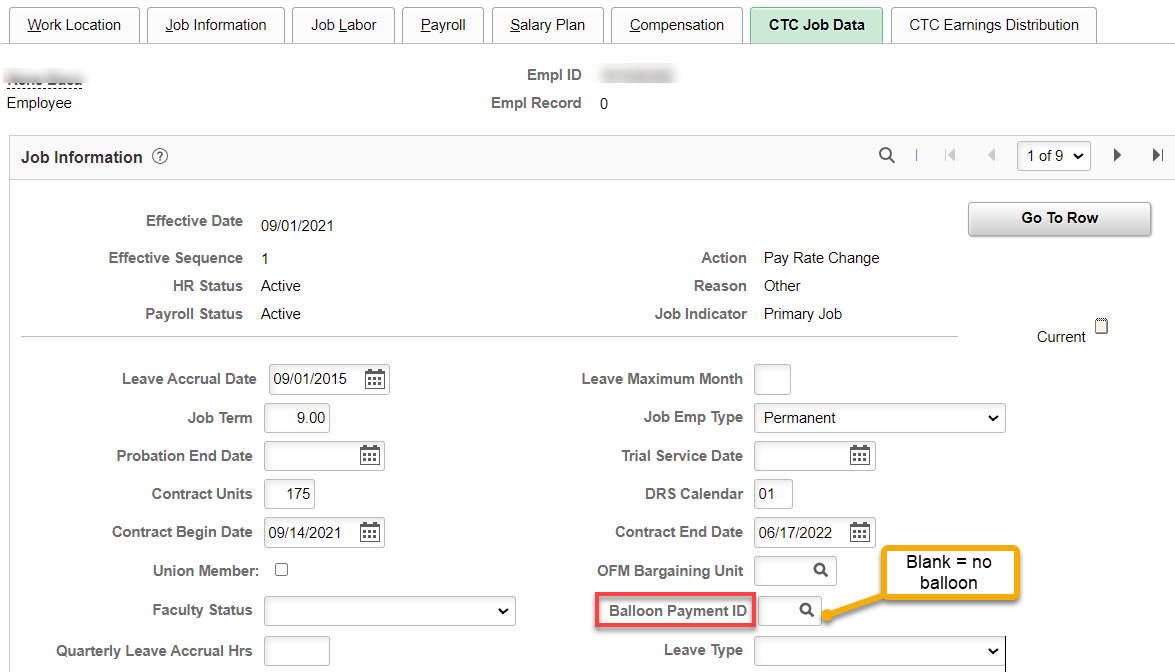 Work Location Job Information Job Labor Payroll Salary Plan Compensation CTC Job Data CTC Earnings Distribution
Empl ID
Employee Empl Record 0
Job Information ? | 1 of 9
Go To Row
Effective Date 09/01/2021
Effective Sequence 1 Action Pay Rate Change
HR Status Active Reason Other
Payroll Status Active Job Indicator Primary Job
Current
Leave Accrual Date 09/01/2015 Leave Maximum Month
Job Term 9.00 Job Emp Type Permanent
Probation End Date Trial Service Date
Contract Units 175 DRS Calendar 01
Contract Begin Date 09/14/2021 Contract End Date 06/17/2022
Union Member: OFM Bargaining Unit
Blank = no
balloon
Faculty Status Balloon Payment ID
Quarterly Leave Accrual Hrs Leave Type